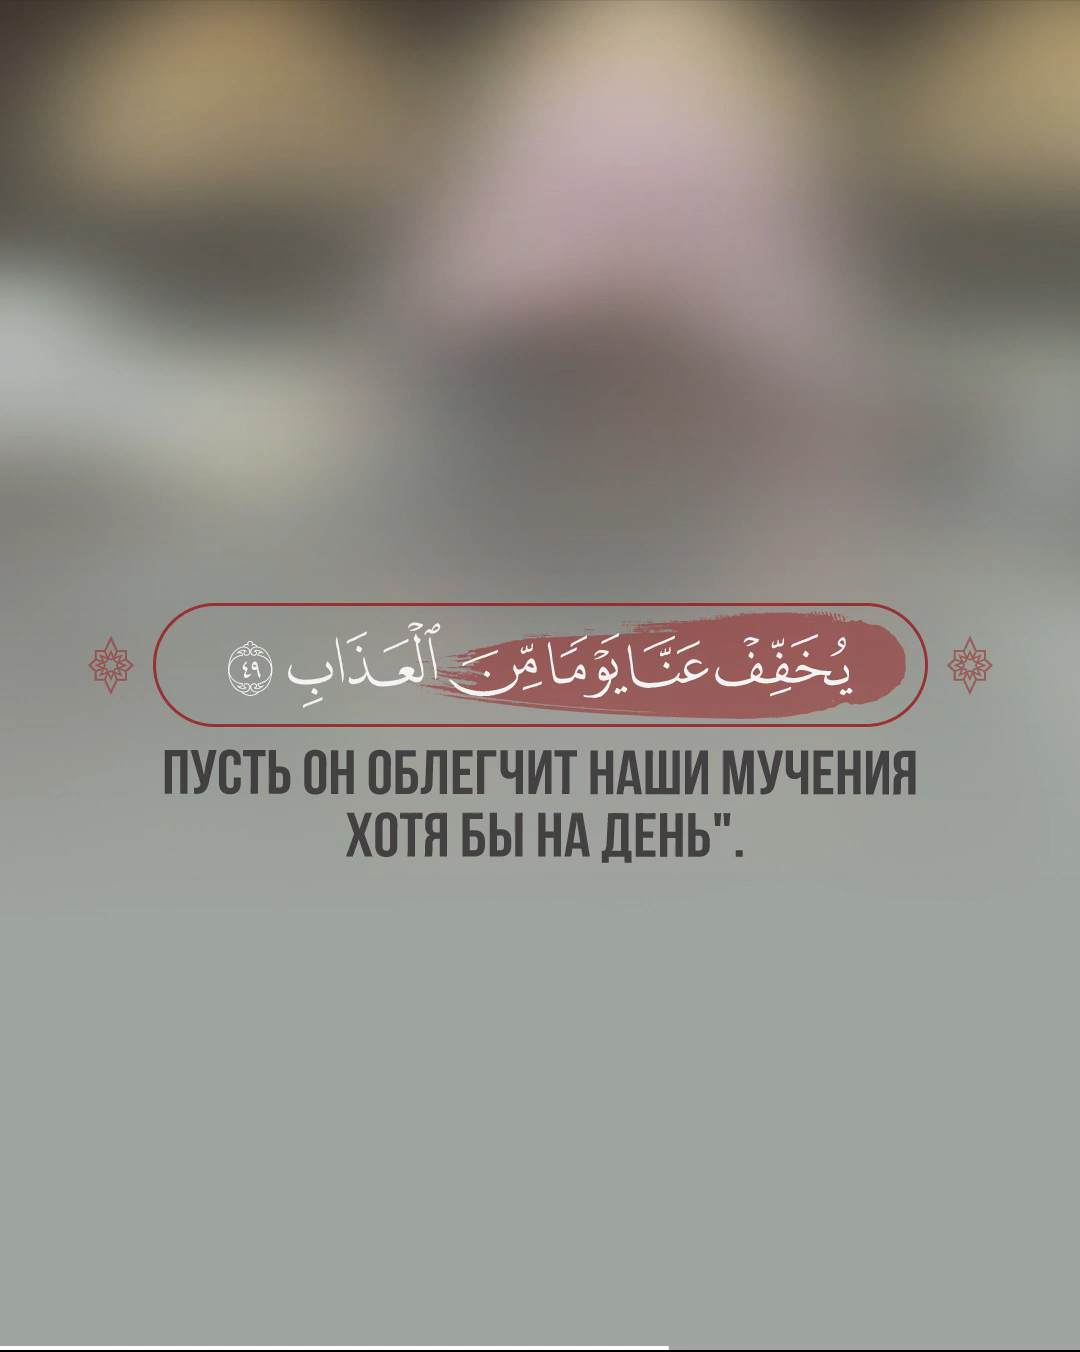 يُخَفِّفْ عَنَّا يَوْمًا مِّنَ ٱلْعَذَابِ ٤٩
ПУСТЬ ОН ОБЛЕГЧИТ НАШИ МУЧЕНИЯ
ХОТЯ БЫ НА ДЕНЬ".